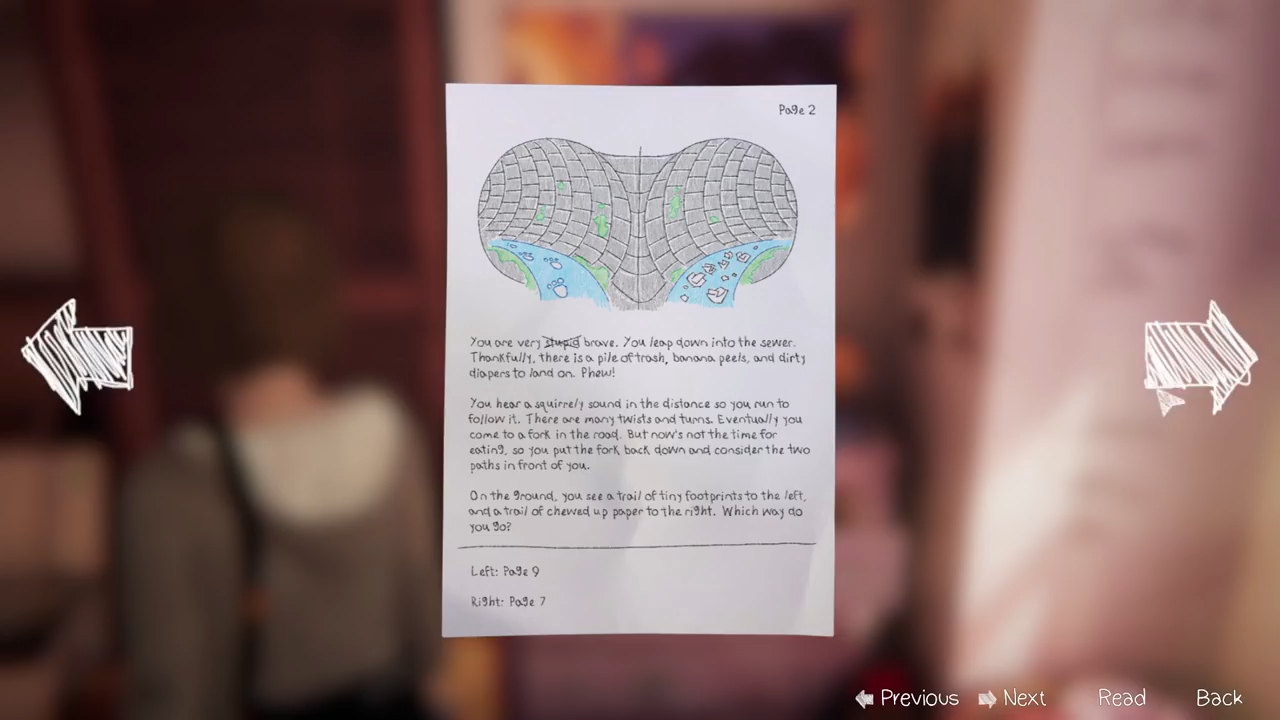 Page 2
You are very stupid brave. You leap down into the sewer.
Thankfully, there is a pile of trash, banana peels, and dirty
diapers to land on. Phew!
You hear a squirrely sound in the distance so you run to
follow it. There are many twists and turns. Eventually you
come to a fork in the road. But now's not the time for
eating, so you put the fork back down and consider the two
paths in front of you.
On the ground, you see a trail of tiny footprints to the left,
and a trail of chewed up paper to the right. Which way do
you go?
Left: Page 9
Right: Page 7
Previous Next Read Back